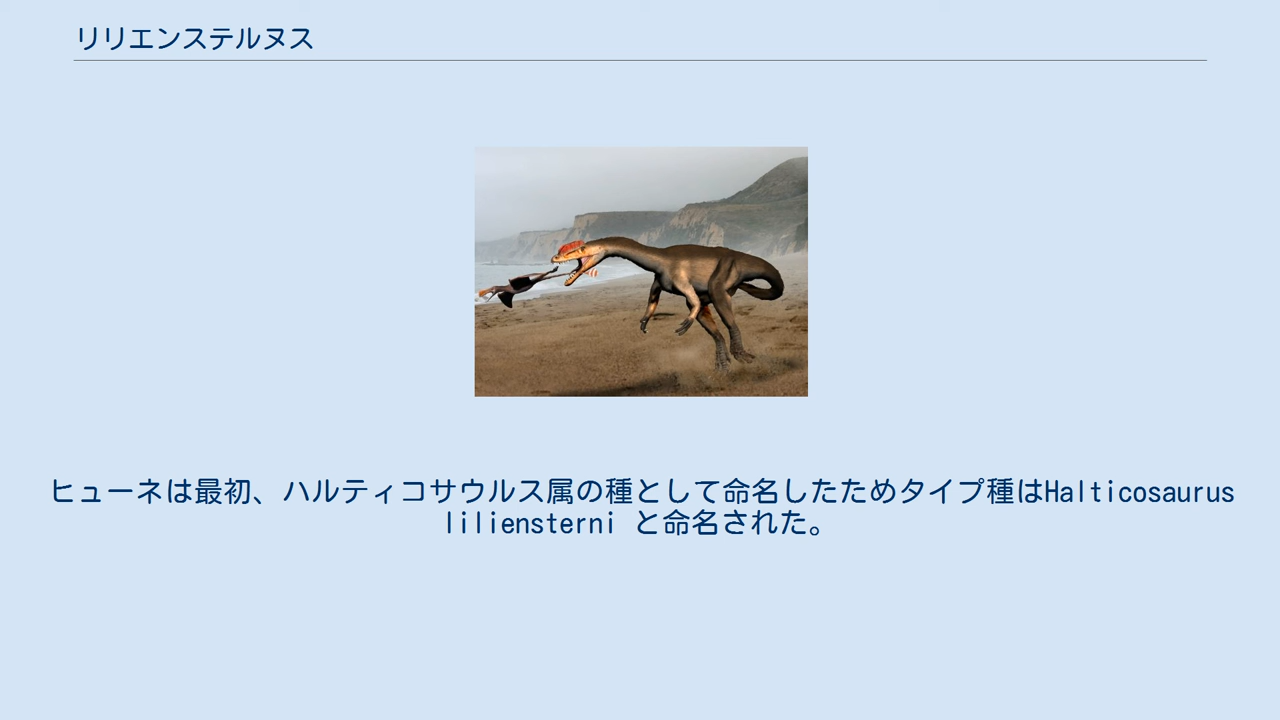 リリエンステルヌス
ヒューネは最初、ハルティコサウルス属の種として命名したためタイプ種はHalticosaurus
liliensterni と命名された。